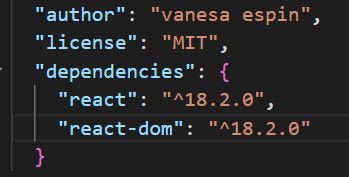 "author": "vanesa espin",
"license": "MIT",
"dependencies": {
"react": "^18.2.0",
"react-dom": "^18.2.0"
}